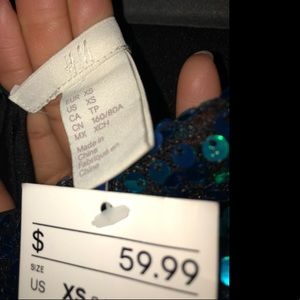 EUR XS
US XS
CA TP
CN 160/80A
MX XCH
Made in
China
Fabriqué en
Chine
$ 59.99
SIZE
US XS